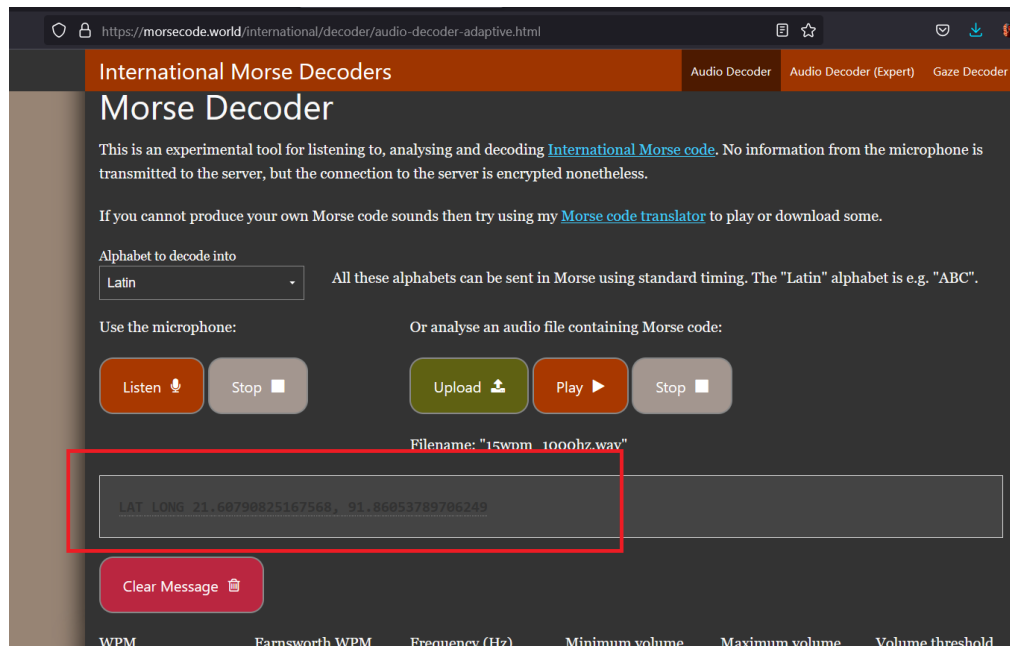 https://morsecode.world/international/decoder/audio-decoder-adaptive.html
International Morse Decoders
Audio Decoder
Audio Decoder (Expert)
Gaze Decoder
Morse Decoder
This is an experimental tool for listening to, analysing and decoding International Morse code. No information from the microphone is
transmitted to the server, but the connection to the server is encrypted nonetheless.
If you cannot produce your own Morse code sounds then try using my Morse code translator to play or download some.
Alphabet to decode into
Latin
All these alphabets can be sent in Morse using standard timing. The "Latin" alphabet is e.g. "ABC".
Use the microphone:
Or analyse an audio file containing Morse code:
Listen
Stop
Upload
Play
Stop
Filename: "15wpm_1000hz.wav"
LAT LONG 21.60790825167568, 91.86053789706249
Clear Message
WPM
Farnsworth WPM
Frequency (Hz)
Minimum volume
Maximum volume
Volume threshold